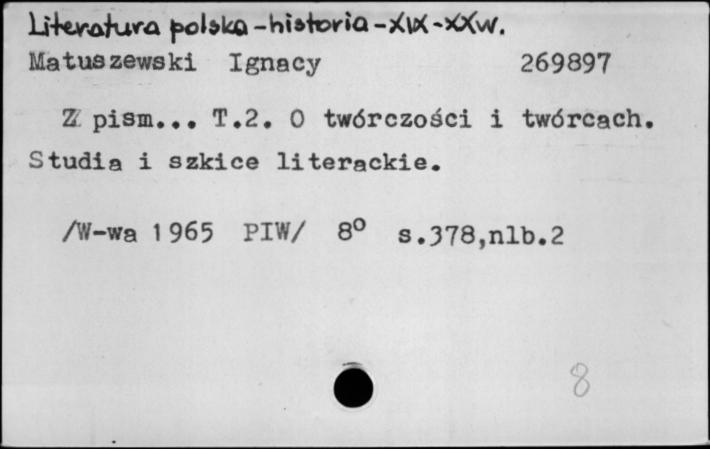 Literatura polska-historia-XIX-XXw.
Matuszewski Ignacy 269897
Z pism... T.2. O twórczości i twórcach.
Studia i szkice literackie.
/W-wa 1965 PIW/ 8º s.378,nlb.2
8